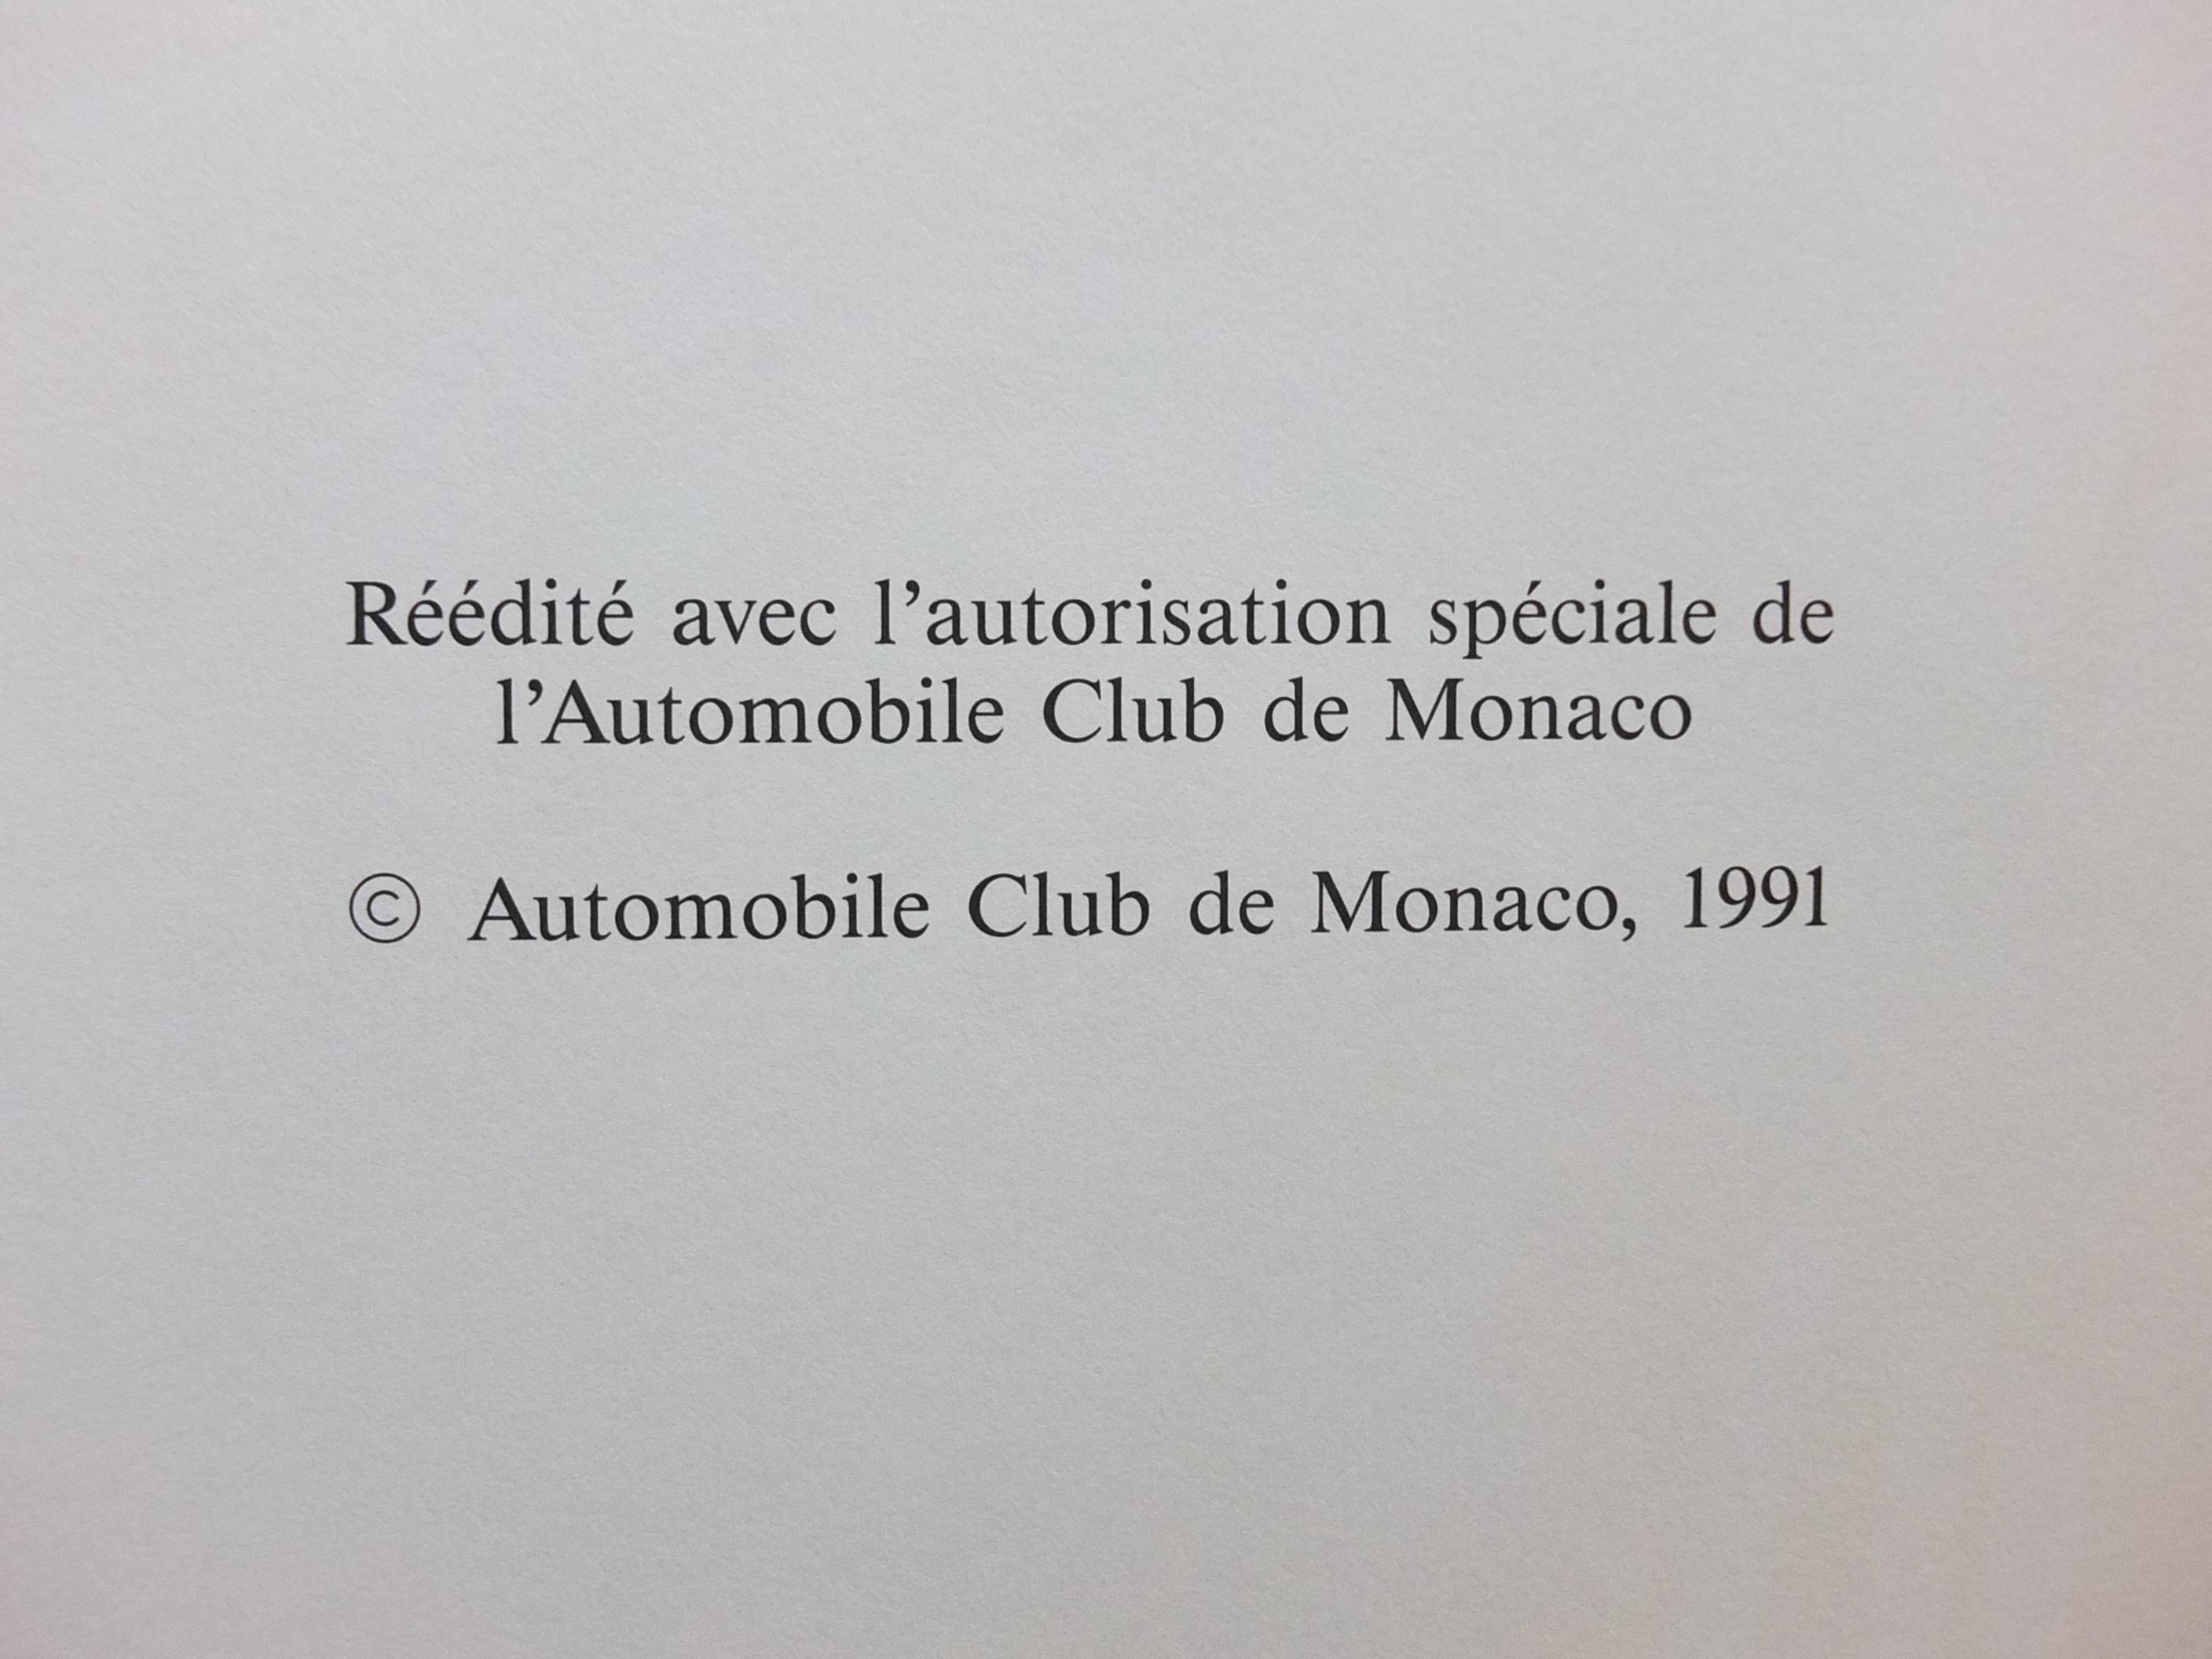 Réédité avec l’autorisation spéciale de
l’Automobile Club de Monaco
© Automobile Club de Monaco, 1991